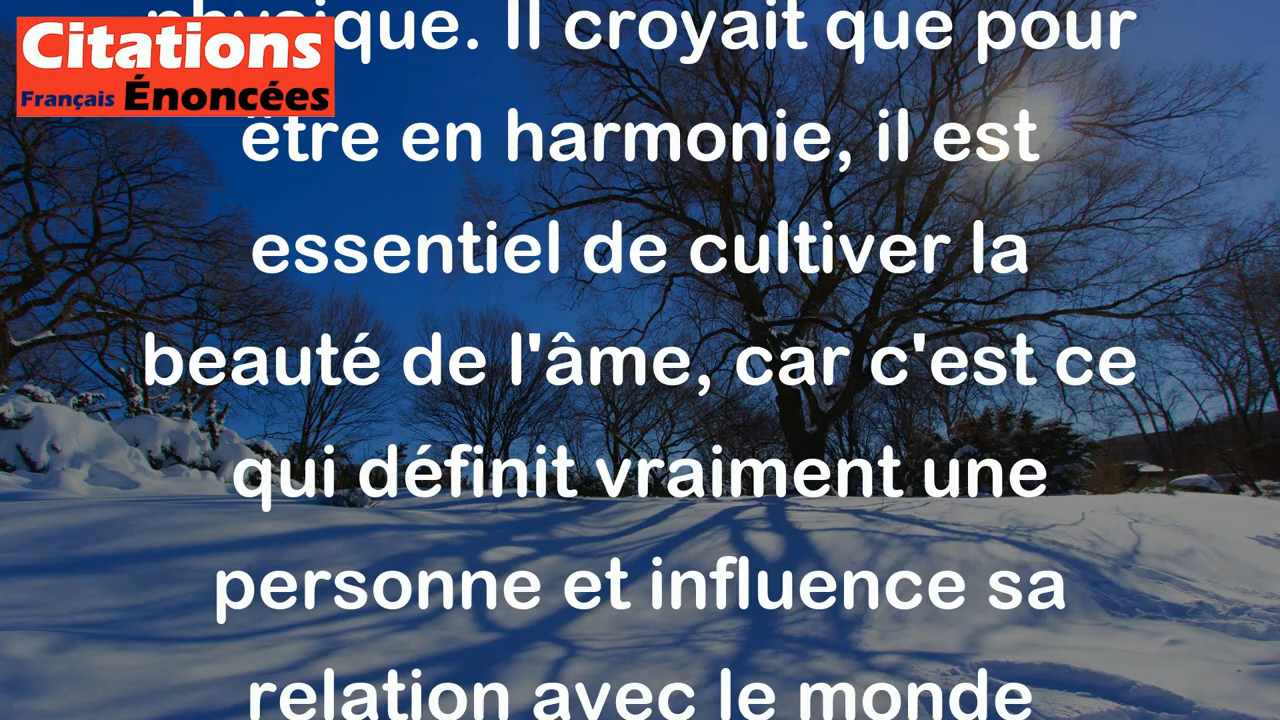 Citations
Français Énoncées
physique. Il croyait que pour
être en harmonie, il est
essentiel de cultiver la
beauté de l'âme, car c'est ce
qui définit vraiment une
personne et influence sa
relation avec le monde